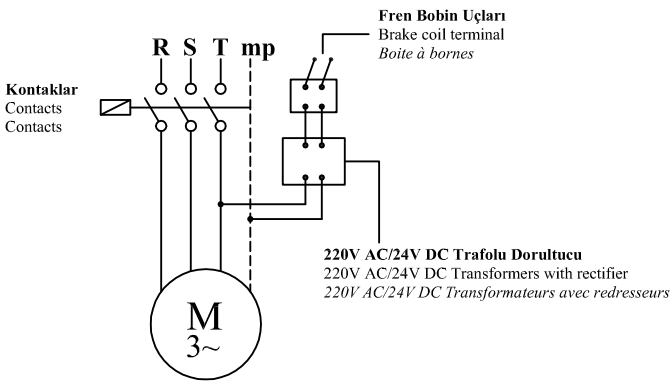 Fren Bobin Uçları
Brake coil terminal
Boite à bornes
R S T mp
Kontaklar
Contacts
Contacts
220V AC/24V DC Trafolu Dorultucu
220V AC/24V DC Transformers with rectifier
220V AC/24V DC Transformateurs avec redresseurs
M
3~